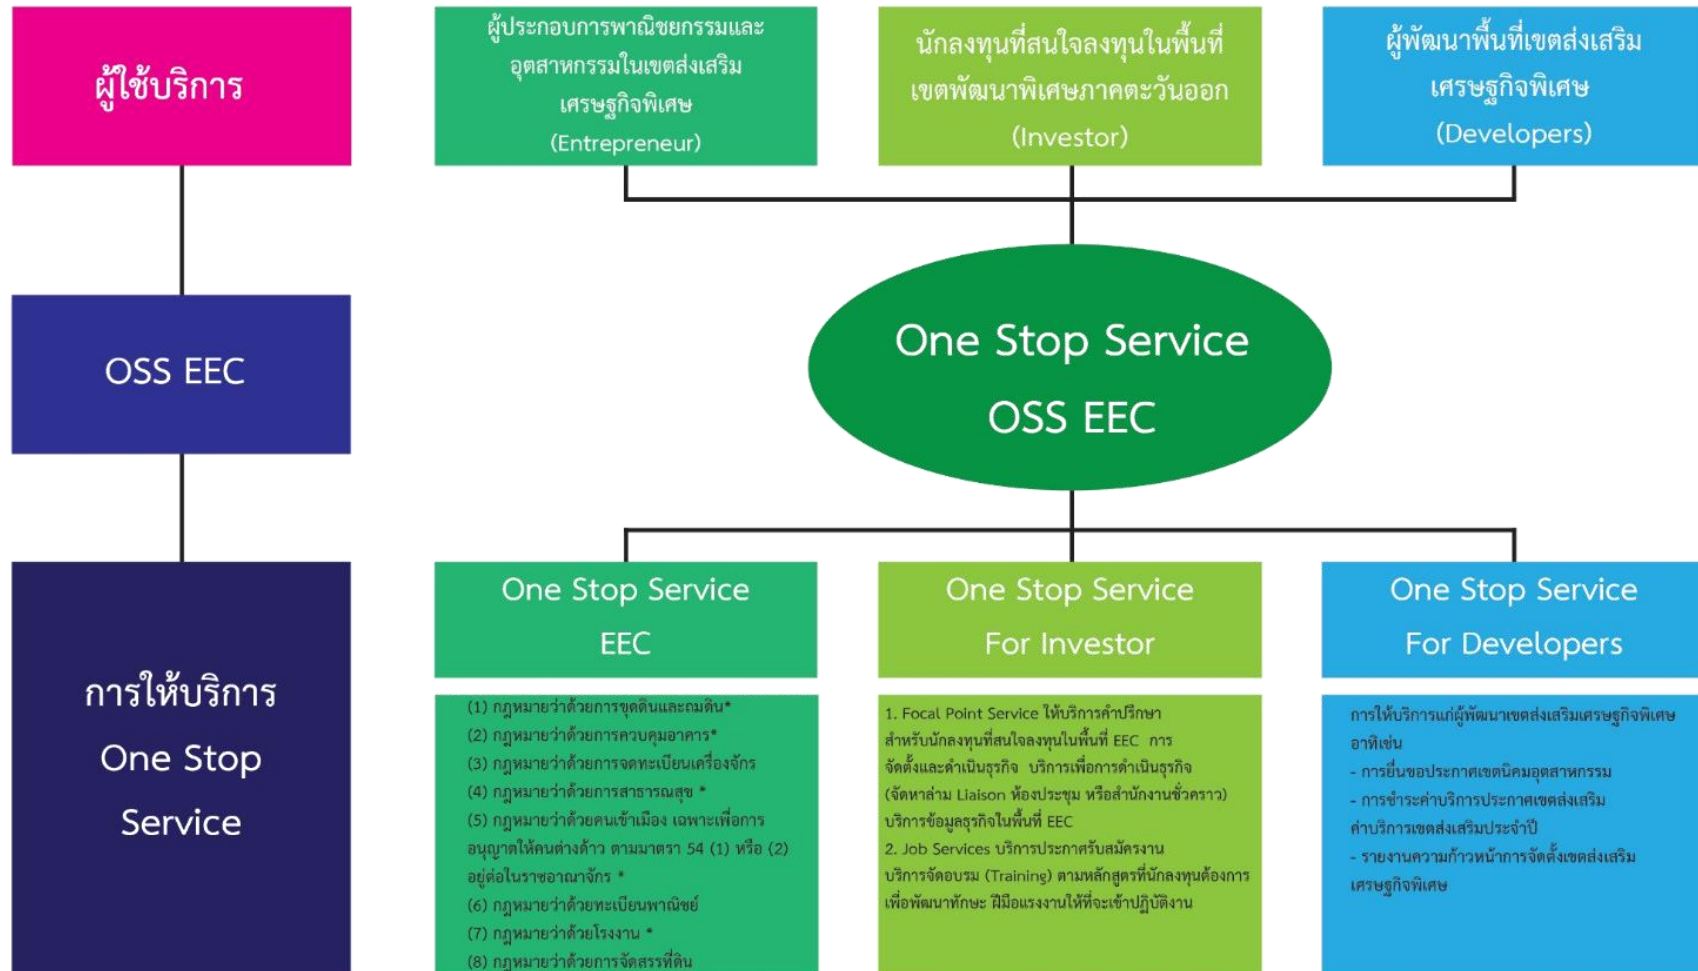 ผู้ใช้บริการ
ผู้ประกอบการพาณิชยกรรมและ
อุตสาหกรรมในเขตส่งเสริม
เศรษฐกิจพิเศษ
(Entrepreneur)
นักลงทุนที่สนใจลงทุนในพื้นที่
เขตพัฒนาพิเศษภาคตะวันออก
(Investor)
ผู้พัฒนาพื้นที่เขตส่งเสริม
เศรษฐกิจพิเศษ
(Developers)
OSS EEC
One Stop Service
OSS EEC
การให้บริการ
One Stop
Service
One Stop Service
EEC
(1) กฎหมายว่าด้วยการขุดดินและถมดิน*
(2) กฎหมายว่าด้วยการควบคุมอาคาร*
(3) กฎหมายว่าด้วยการจดทะเบียนเครื่องจักร
(4) กฎหมายว่าด้วยการสาธารณสุข *
(5) กฎหมายว่าด้วยคนเข้าเมือง เฉพาะเพื่อการ
อนุญาตให้คนต่างด้าว ตามมาตรา 54 (1) หรือ (2)
อยู่ต่อในราชอาณาจักร *
(6) กฎหมายว่าด้วยทะเบียนพาณิชย์
(7) กฎหมายว่าด้วยโรงงาน *
(8) กฎหมายว่าด้วยการจัดสรรที่ดิน
One Stop Service
For Investor
1. Focal Point Service ให้บริการคำปรึกษา
สำหรับนักลงทุนที่สนใจลงทุนในพื้นที่ EEC การ
จัดตั้งและดำเนินธุรกิจ บริการเพื่อการดำเนินธุรกิจ
(จัดหาล่าม Liaison ห้องประชุม หรือสำนักงานชั่วคราว)
บริการข้อมูลธุรกิจในพื้นที่ EEC
2. Job Services บริการประกาศรับสมัครงาน
บริการจัดอบรม (Training) ตามหลักสูตรที่นักลงทุนต้องการ
เพื่อพัฒนาทักษะ ฝีมือแรงงานให้ที่จะเข้าปฏิบัติงาน
One Stop Service
For Developers
การให้บริการแก่ผู้พัฒนาเขตส่งเสริมเศรษฐกิจพิเศษ
อาทิเช่น
- การยื่นขอประกาศเขตนิคมอุตสาหกรรม
- การชำระค่าบริการประกาศเขตส่งเสริม
ค่าบริการเขตส่งเสริมประจำปี
- รายงานความก้าวหน้าการจัดตั้งเขตส่งเสริม
เศรษฐกิจพิเศษ